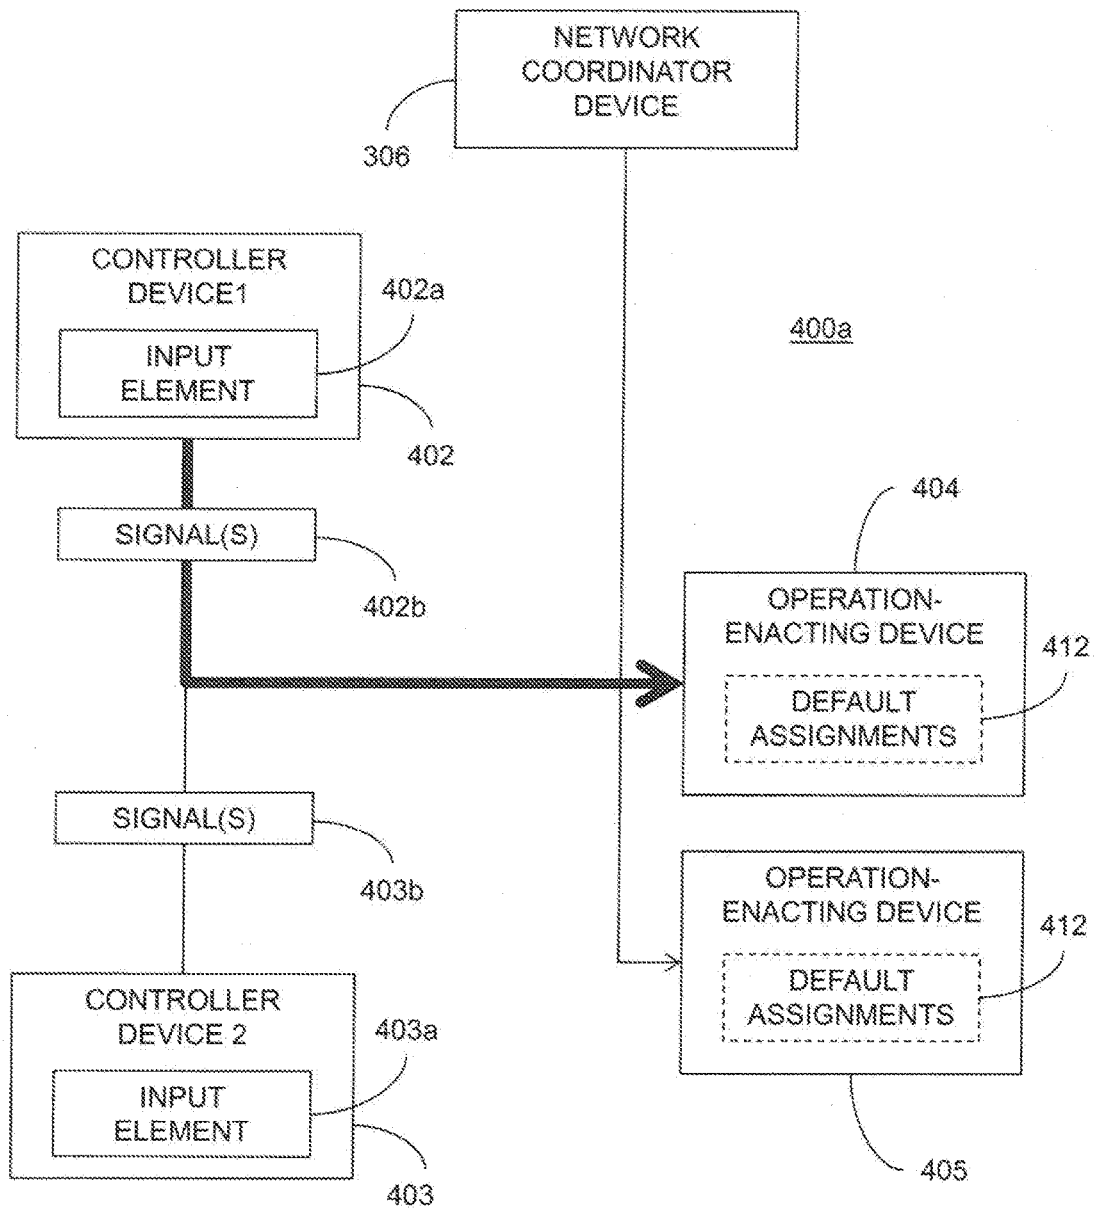 NETWORK
COORDINATOR
DEVICE
306
CONTROLLER
DEVICE1
402a
INPUT
ELEMENT
402
400a
SIGNAL(S)
402b
404
OPERATION-
ENACTING DEVICE
412
DEFAULT
ASSIGNMENTS
SIGNAL(S)
403b
OPERATION-
ENACTING DEVICE
412
DEFAULT
ASSIGNMENTS
405
CONTROLLER
DEVICE 2
403a
INPUT
ELEMENT
403